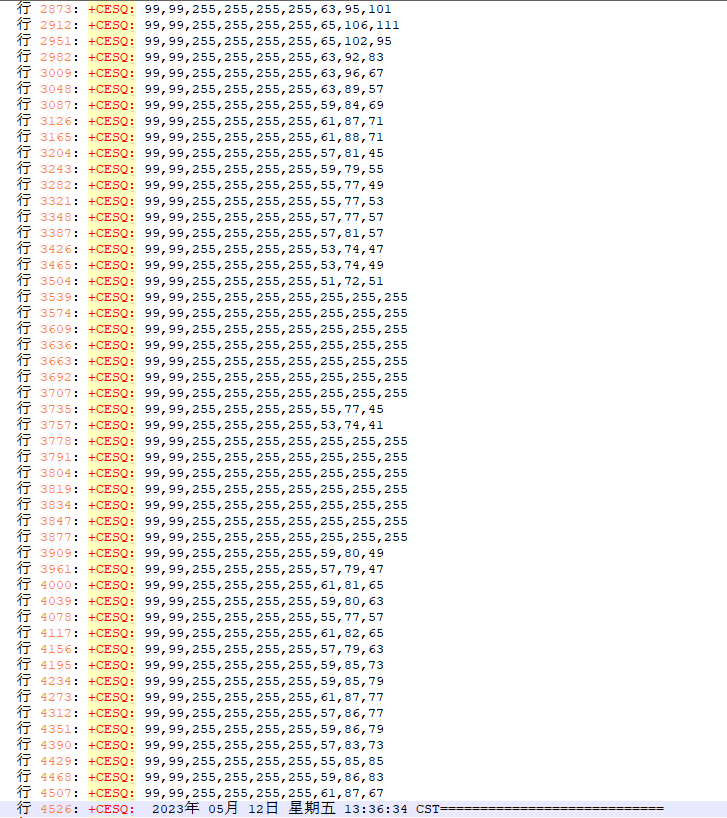 行 2873: +CESQ: 99,99,255,255,255,255,63,95,101
行 2912: +CESQ: 99,99,255,255,255,255,65,106,111
行 2951: +CESQ: 99,99,255,255,255,255,65,102,95
行 2982: +CESQ: 99,99,255,255,255,255,63,92,83
行 3009: +CESQ: 99,99,255,255,255,255,63,96,67
行 3048: +CESQ: 99,99,255,255,255,255,63,89,57
行 3087: +CESQ: 99,99,255,255,255,255,59,84,69
行 3126: +CESQ: 99,99,255,255,255,255,61,87,71
行 3165: +CESQ: 99,99,255,255,255,255,61,88,71
行 3204: +CESQ: 99,99,255,255,255,255,57,81,45
行 3243: +CESQ: 99,99,255,255,255,255,59,79,55
行 3282: +CESQ: 99,99,255,255,255,255,55,77,49
行 3321: +CESQ: 99,99,255,255,255,255,55,77,53
行 3348: +CESQ: 99,99,255,255,255,255,57,77,57
行 3387: +CESQ: 99,99,255,255,255,255,57,81,57
行 3426: +CESQ: 99,99,255,255,255,255,53,74,47
行 3465: +CESQ: 99,99,255,255,255,255,53,74,49
行 3504: +CESQ: 99,99,255,255,255,255,51,72,51
行 3539: +CESQ: 99,99,255,255,255,255,255,255,255
行 3574: +CESQ: 99,99,255,255,255,255,255,255,255
行 3609: +CESQ: 99,99,255,255,255,255,255,255,255
行 3636: +CESQ: 99,99,255,255,255,255,255,255,255
行 3663: +CESQ: 99,99,255,255,255,255,255,255,255
行 3692: +CESQ: 99,99,255,255,255,255,255,255,255
行 3707: +CESQ: 99,99,255,255,255,255,255,255,255
行 3735: +CESQ: 99,99,255,255,255,255,55,77,45
行 3757: +CESQ: 99,99,255,255,255,255,53,74,41
行 3778: +CESQ: 99,99,255,255,255,255,255,255,255
行 3791: +CESQ: 99,99,255,255,255,255,255,255,255
行 3804: +CESQ: 99,99,255,255,255,255,255,255,255
行 3819: +CESQ: 99,99,255,255,255,255,255,255,255
行 3834: +CESQ: 99,99,255,255,255,255,255,255,255
行 3847: +CESQ: 99,99,255,255,255,255,255,255,255
行 3877: +CESQ: 99,99,255,255,255,255,255,255,255
行 3909: +CESQ: 99,99,255,255,255,255,59,80,49
行 3961: +CESQ: 99,99,255,255,255,255,57,79,47
行 4000: +CESQ: 99,99,255,255,255,255,61,81,65
行 4039: +CESQ: 99,99,255,255,255,255,59,80,63
行 4078: +CESQ: 99,99,255,255,255,255,55,77,57
行 4117: +CESQ: 99,99,255,255,255,255,61,82,65
行 4156: +CESQ: 99,99,255,255,255,255,57,79,63
行 4195: +CESQ: 99,99,255,255,255,255,59,85,73
行 4234: +CESQ: 99,99,255,255,255,255,59,85,79
行 4273: +CESQ: 99,99,255,255,255,255,61,87,77
行 4312: +CESQ: 99,99,255,255,255,255,57,86,77
行 4351: +CESQ: 99,99,255,255,255,255,59,86,79
行 4390: +CESQ: 99,99,255,255,255,255,57,83,73
行 4429: +CESQ: 99,99,255,255,255,255,55,85,85
行 4468: +CESQ: 99,99,255,255,255,255,59,86,83
行 4507: +CESQ: 99,99,255,255,255,255,61,87,67
行 4526: +CESQ: 2023年 05月 12日 星期五 13:36:34 CST============================